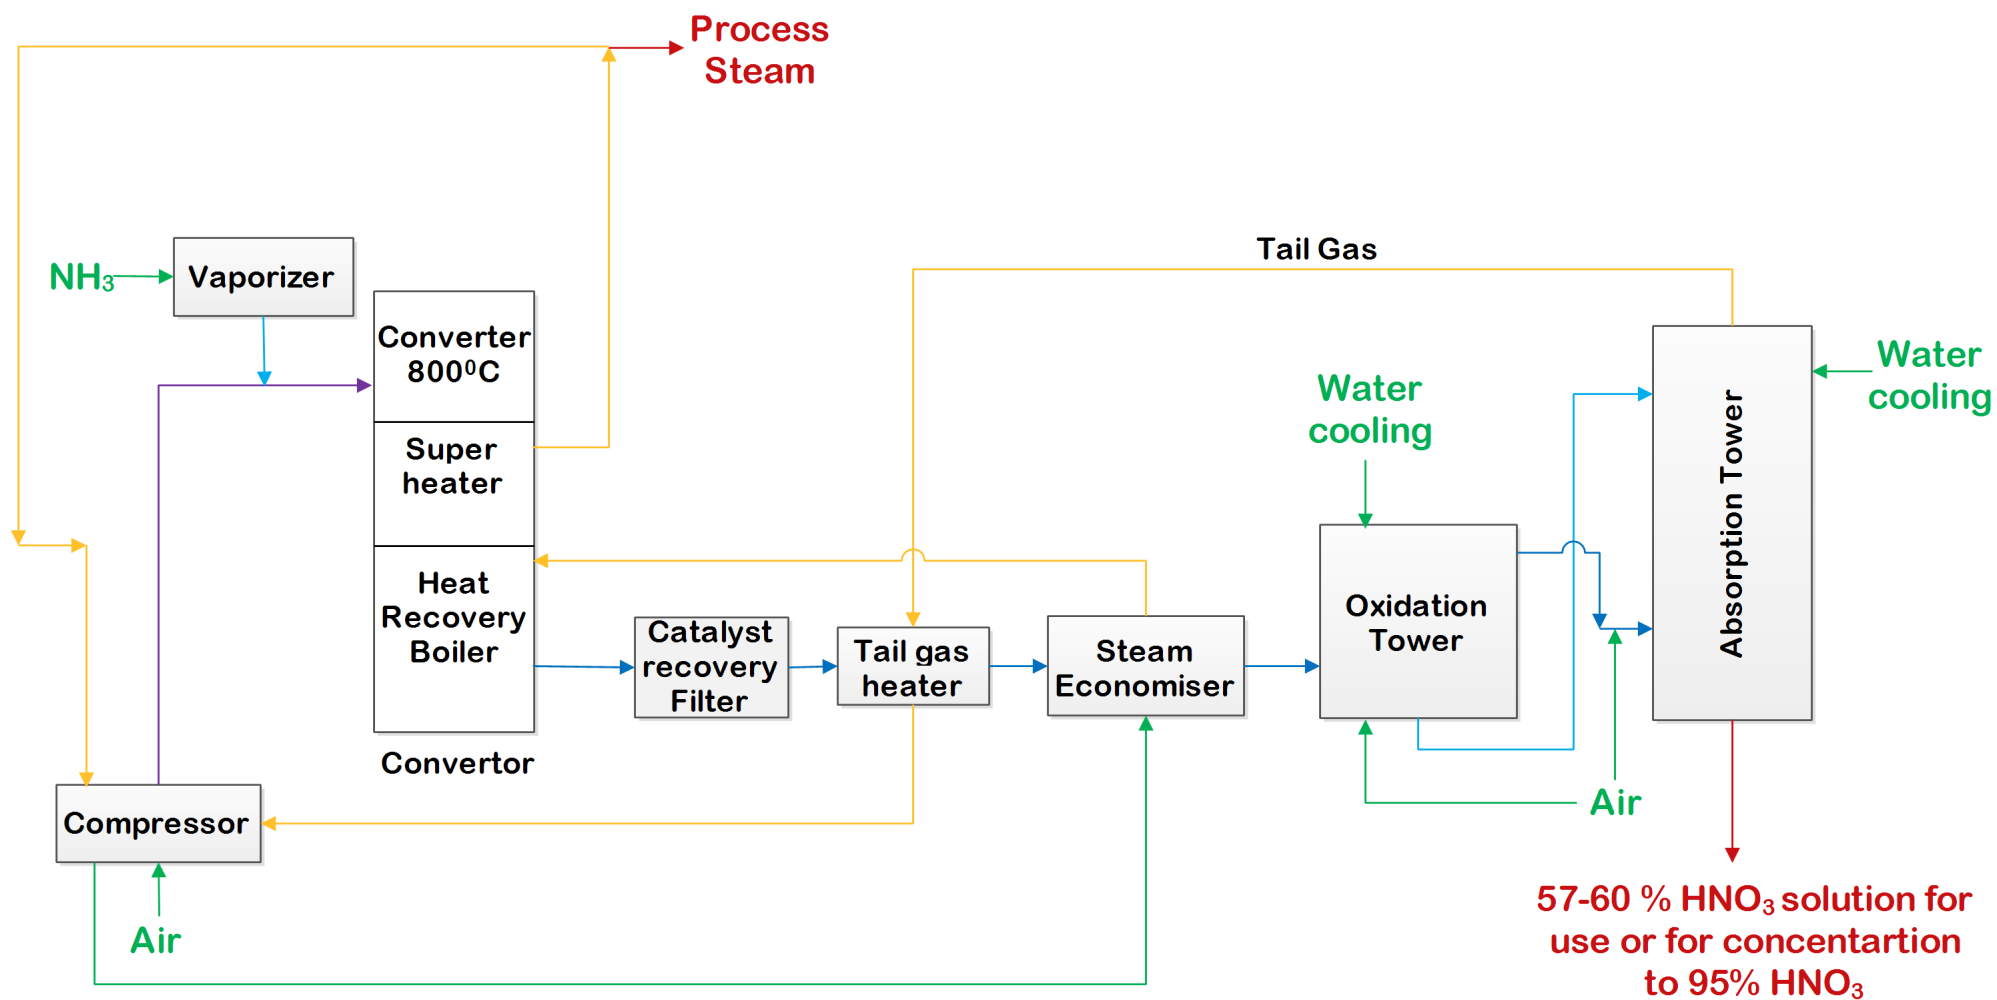 Process
Steam
Tail Gas
NH₃
Vaporizer
Converter
800⁰C
Super
heater
Heat
Recovery
Boiler
Convertor
Catalyst
recovery
Filter
Tail gas
heater
Steam
Economiser
Water
cooling
Oxidation
Tower
Absorption Tower
Water
cooling
Compressor
Air
Air
57-60 % HNO₃ solution for
use or for concentartion
to 95% HNO₃